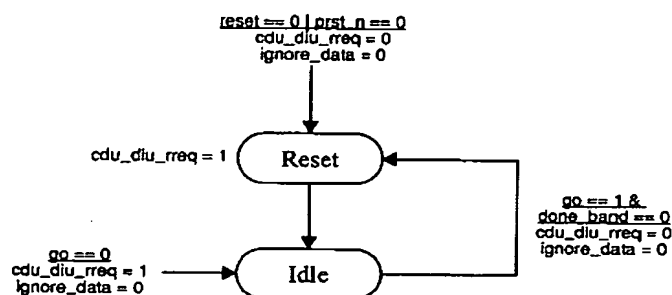 reset == 0 | prst_n == 0
cdu_diu_rreq = 0
ignore_data = 0
cdu_diu_rreq = 1
Reset
go == 1 &
done_band == 0
cdu_diu_rreq = 0
ignore_data = 0
go == 0
cdu_diu_rreq = 1
ignore_data = 0
Idle